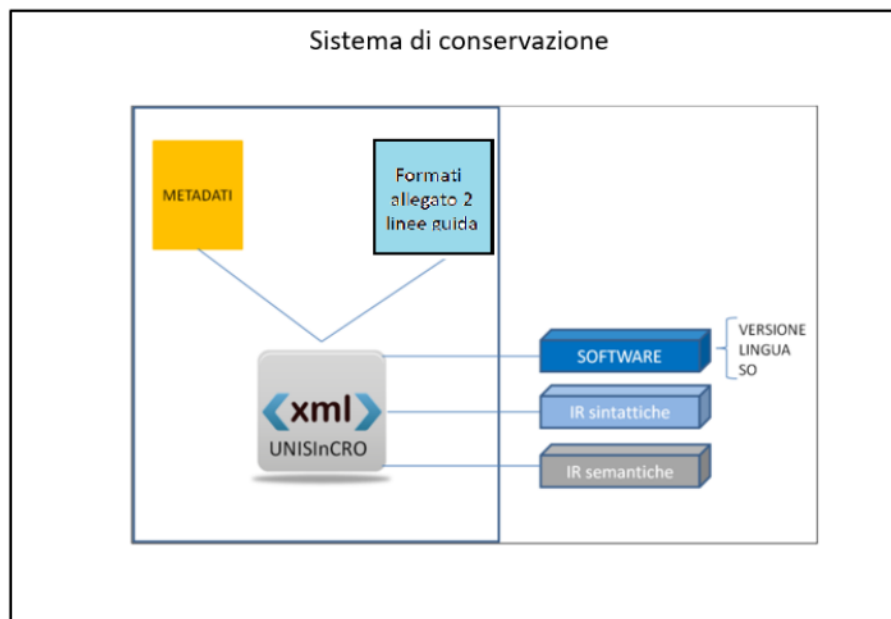 Sistema di conservazione
METADATI
Formati
allegato 2
linee guida
<xml>
UNISInCRO
SOFTWARE
VERSIONE
LINGUA
SO
IR sintattiche
IR semantiche